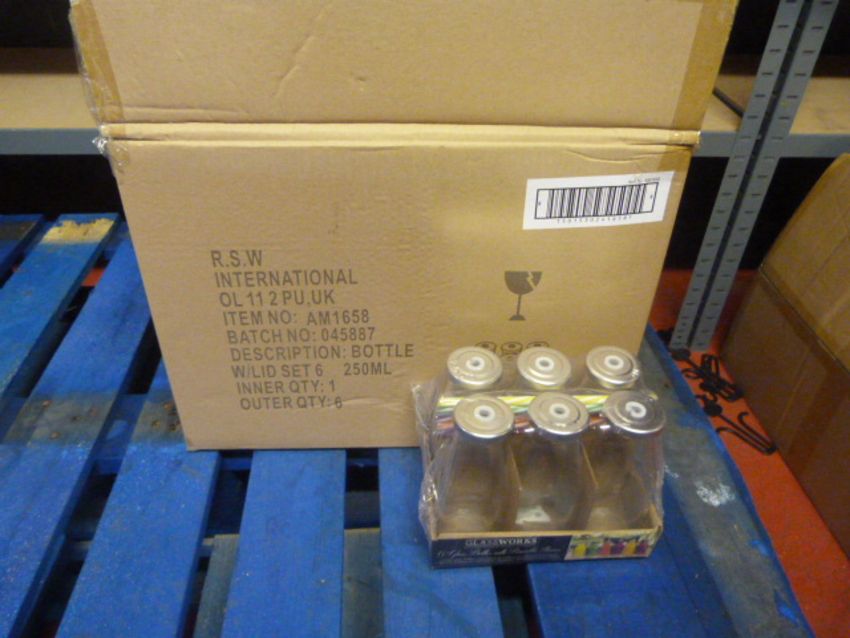 R.S.W
INTERNATIONAL
OL 11 2 PU,UK
ITEM NO: AM1658
BATCH NO: 045887
DESCRIPTION: BOTTLE
W/LID SET 6 250ML
INNER QTY: 1
OUTER QTY: 6
GLASSWORKS